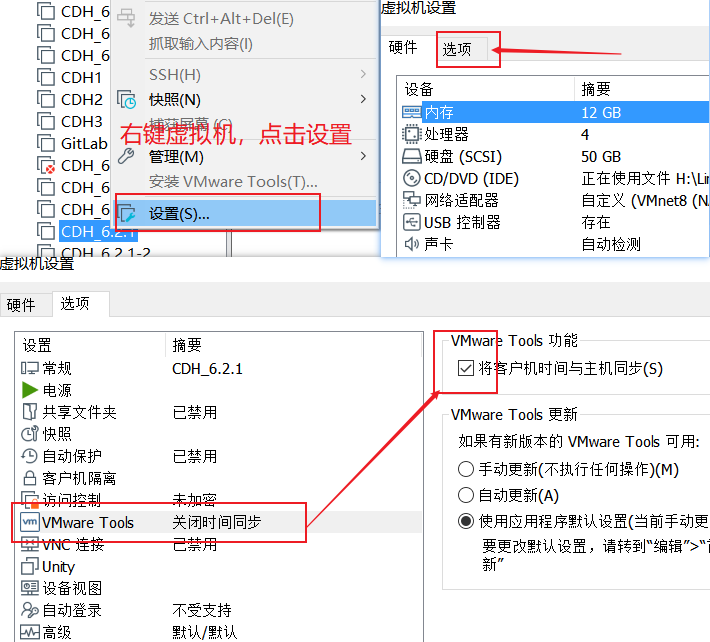 CDH_6
CDH_6
CDH_6
CDH1
CDH2
CDH3
GitLab
CDH_6
CDH_6
CDH_6
CDH_6.2.1
CDH_6.2.1-2
发送 Ctrl+Alt+Del(E)
抓取输入内容(I)
SSH(H)
快照(N)
捕获屏幕(C)
右键虚拟机，点击设置
管理(M)
安装 VMware Tools(T)...
设置(S)...
虚拟机设置
硬件 选项
设备 摘要
内存 12 GB
处理器 4
硬盘 (SCSI) 50 GB
CD/DVD (IDE) 正在使用文件 H:\Lin
网络适配器 自定义 (VMnet8 (N
USB 控制器 存在
声卡 自动检测
虚拟机设置
硬件 选项
设置 摘要
常规 CDH_6.2.1
电源
共享文件夹 已禁用
快照
自动保护 已禁用
客户机隔离
访问控制 未加密
VMware Tools 关闭时间同步
VNC 连接 已禁用
Unity
设备视图
自动登录 不受支持
高级 默认/默认
VMware Tools 功能
将客户机时间与主机同步(S)
VMware Tools 更新
如果有新版本的 VMware Tools 可用:
手动更新(不执行任何操作)(M)
自动更新(A)
使用应用程序默认设置(当前手动更
要更改默认设置，请转到“编辑”>“首
新”